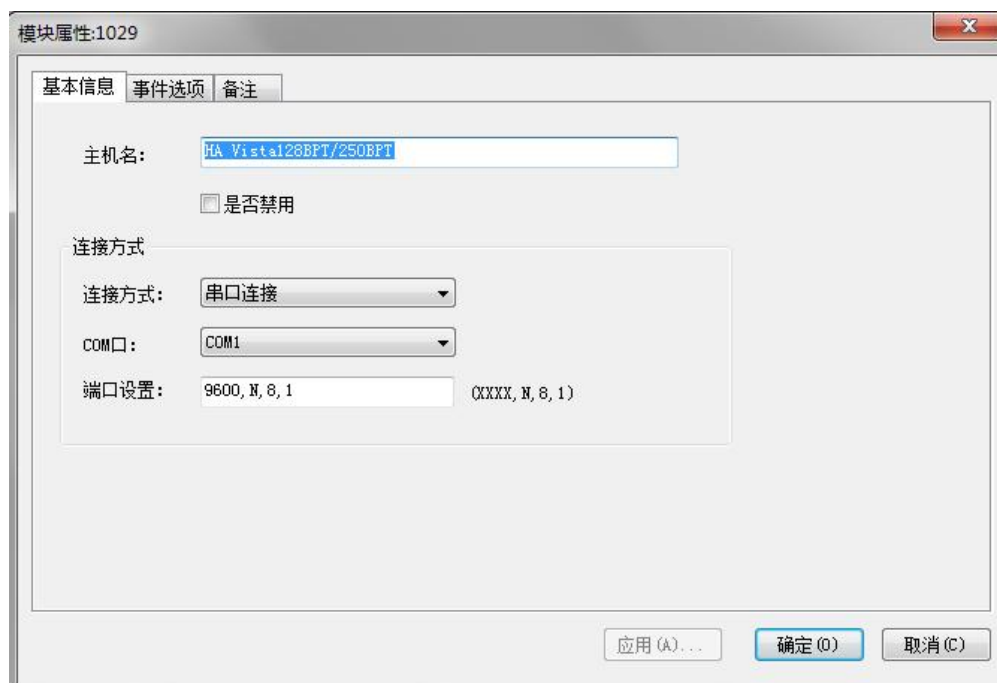 模块属性:1029
基本信息 事件选项 备注
主机名: HA Vista128BPT/250BPT
是否禁用
连接方式
连接方式: 串口连接
COM口: COM1
端口设置: 9600, N, 8, 1 (XXXX, N, 8, 1)
应用(A)... 确定(O) 取消(C)